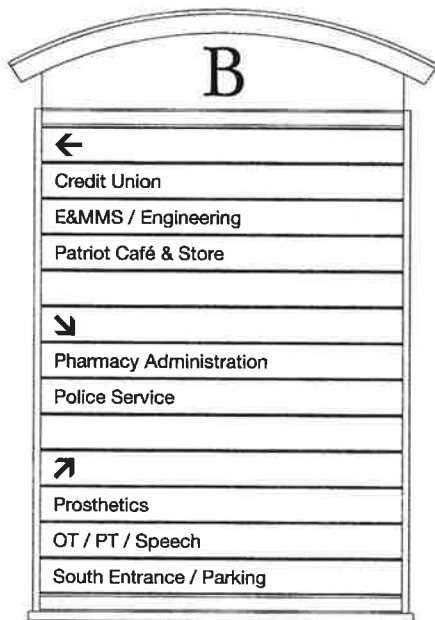 B
←
Credit Union
E&MMS / Engineering
Patriot Café & Store
↘
Pharmacy Administration
Police Service
↗
Prosthetics
OT / PT / Speech
South Entrance / Parking